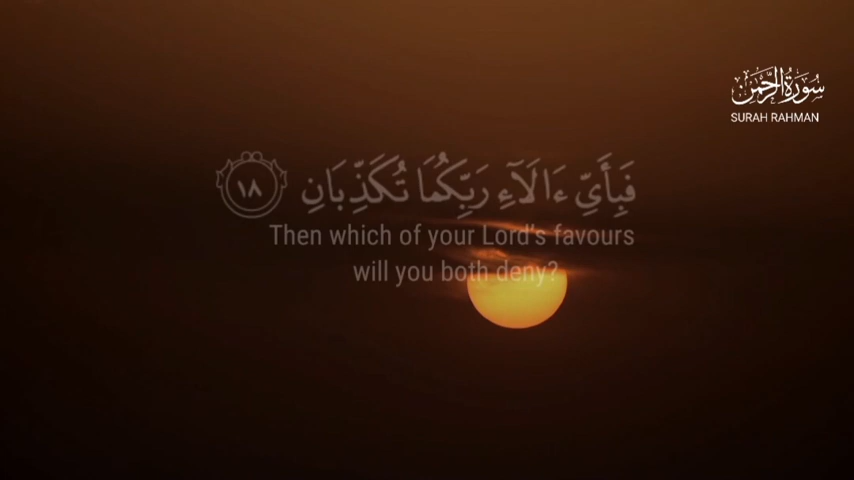 سُورَةُ الرَّحْمَن
SURAH RAHMAN
فَبِأَيِّ ءَالَآءِ رَبِّكُمَا تُكَذِّبَانِ ١٨
Then which of your Lord's favours
will you both deny?